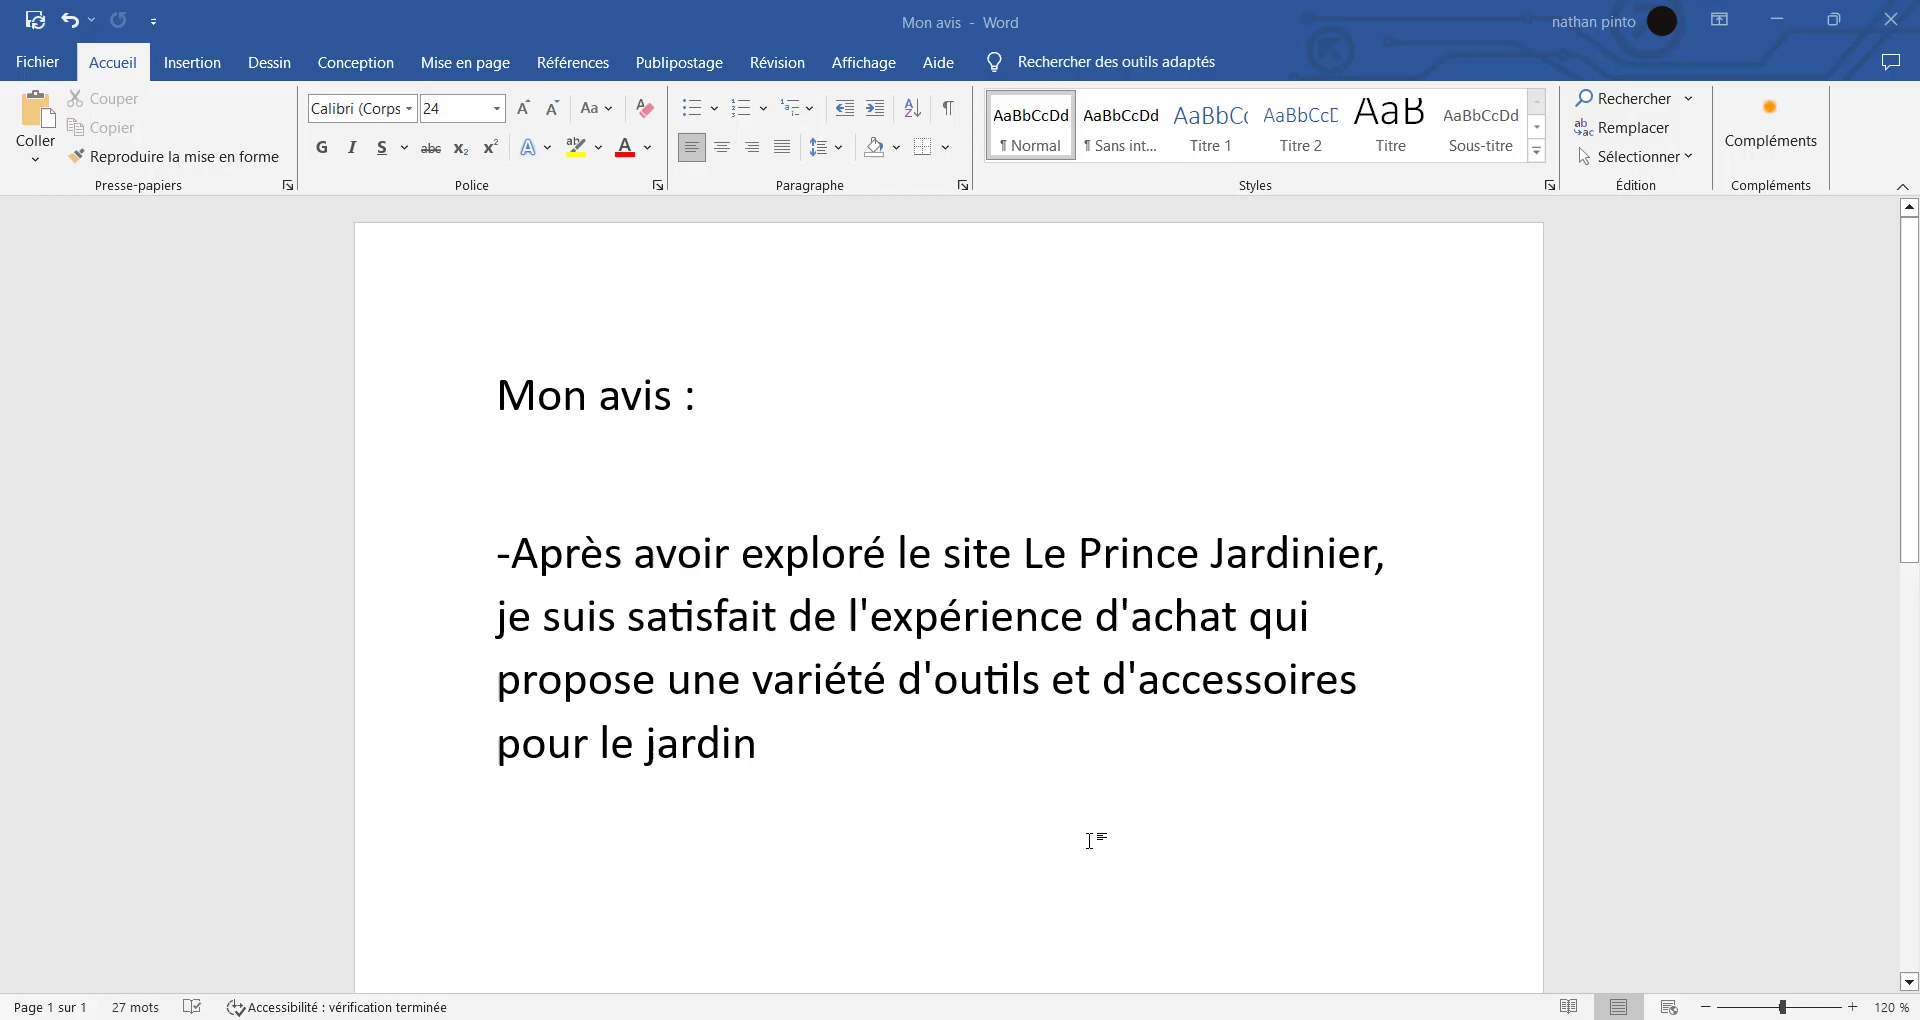 Mon avis - Word
nathan pinto
Fichier
Accueil
Insertion
Dessin
Conception
Mise en page
Références
Publipostage
Révision
Affichage
Aide
Rechercher des outils adaptés
Coller
Couper
Copier
Reproduire la mise en forme
Presse-papiers
Calibri (Corps
24
Aa
G I S abc x₂ x²
Police
Paragraphe
AaBbCcDd
¶ Normal
AaBbCcDd
¶ Sans int...
AaBbC
Titre 1
AaBbCcD
Titre 2
AaB
Titre
AaBbCcDd
Sous-titre
Styles
Rechercher
Remplacer
Sélectionner
Édition
Compléments
Compléments
Mon avis :
-Après avoir exploré le site Le Prince Jardinier,
je suis satisfait de l'expérience d'achat qui
propose une variété d'outils et d'accessoires
pour le jardin
Page 1 sur 1
27 mots
Accessibilité : vérification terminée
120 %